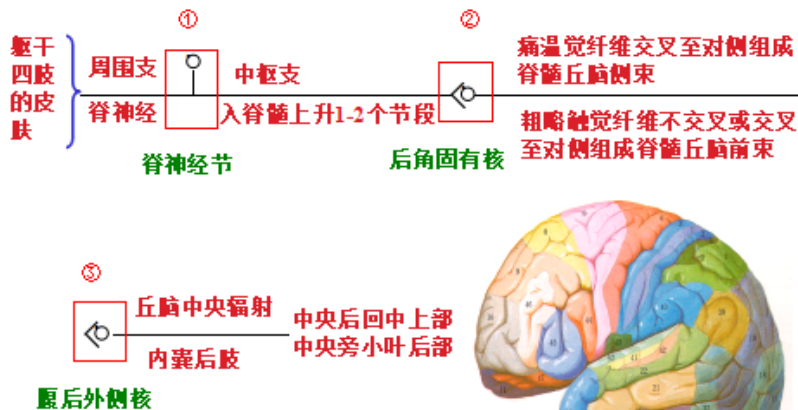 ①
②
躯干
四肢
的皮
肤
周围支
脊神经
中枢支
入脊髓上升1-2个节段
脊神经节
后角固有核
痛温觉纤维交叉至对侧组成
脊髓丘脑侧束
粗略触觉纤维不交叉或交叉
至对侧组成脊髓丘脑前束
③
丘脑中央辐射
内囊后肢
中央后回中上部
中央旁小叶后部
腹后外侧核